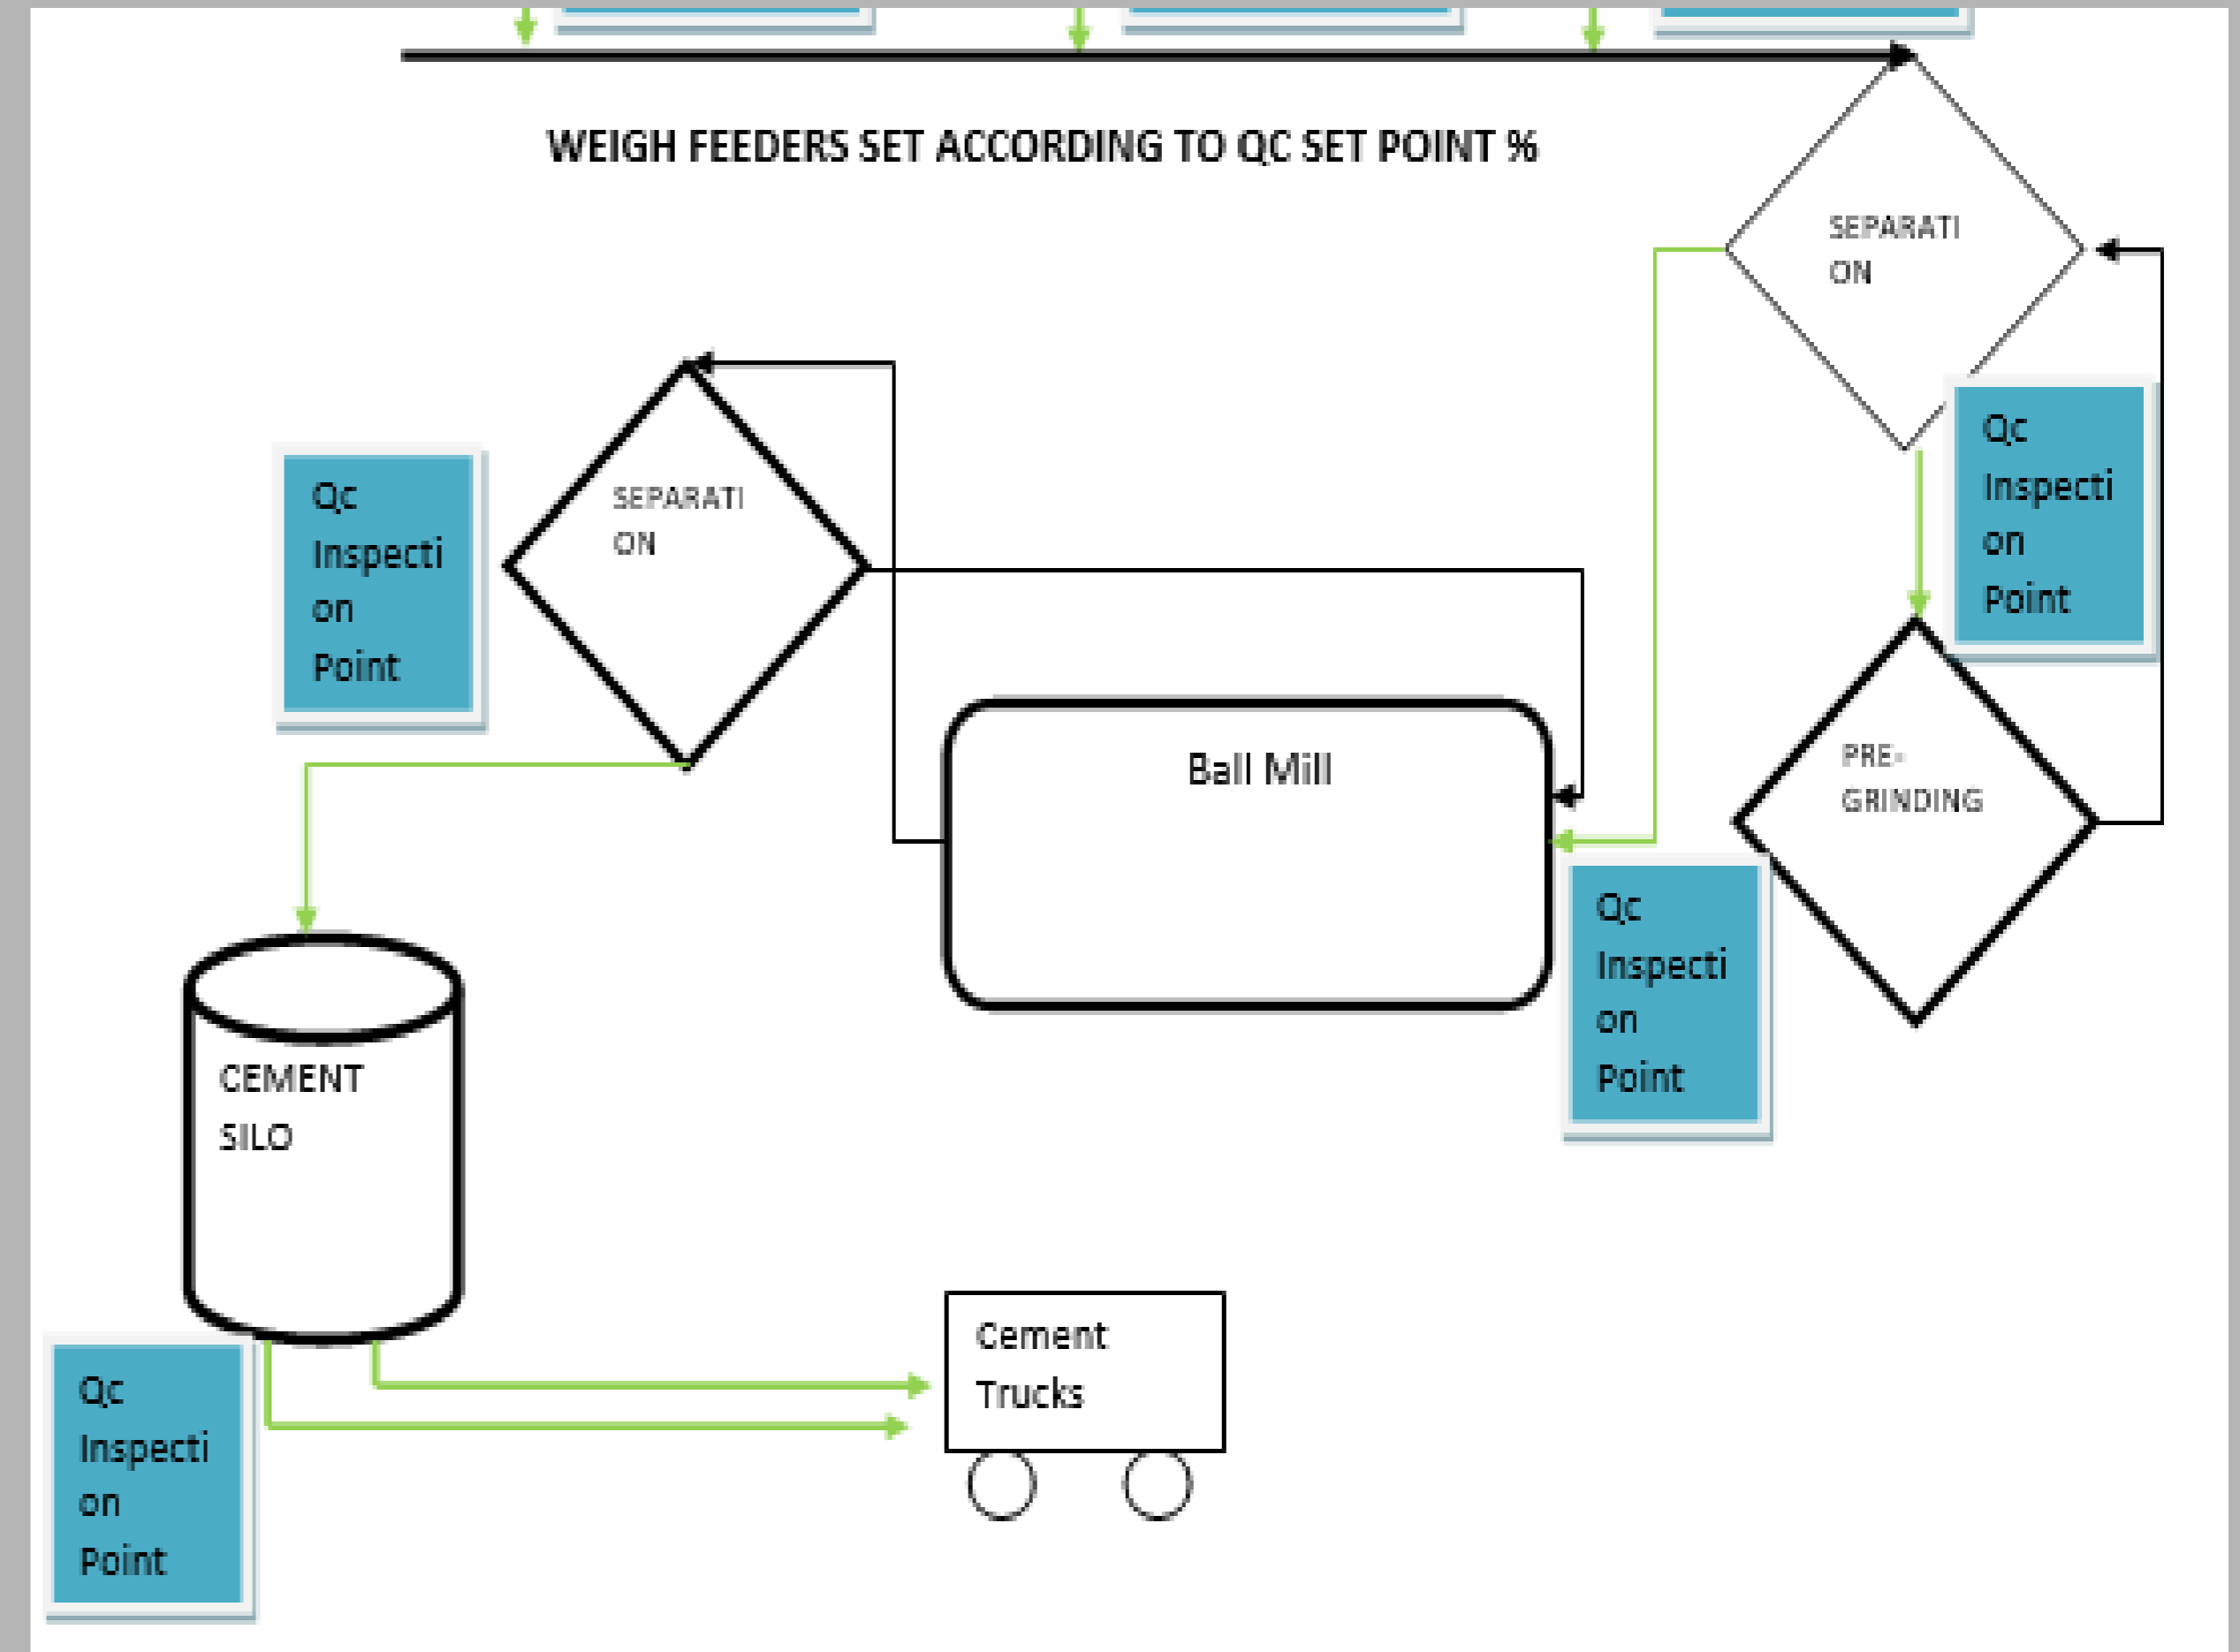 WEIGH FEEDERS SET ACCORDING TO QC SET POINT %
SEPARATI
ON
Qc
Inspecti
on
Point
SEPARATI
ON
Qc
Inspecti
on
Point
PRE-
GRINDING
Ball Mill
Qc
Inspecti
on
Point
CEMENT
SILO
Cement
Trucks
Qc
Inspecti
on
Point